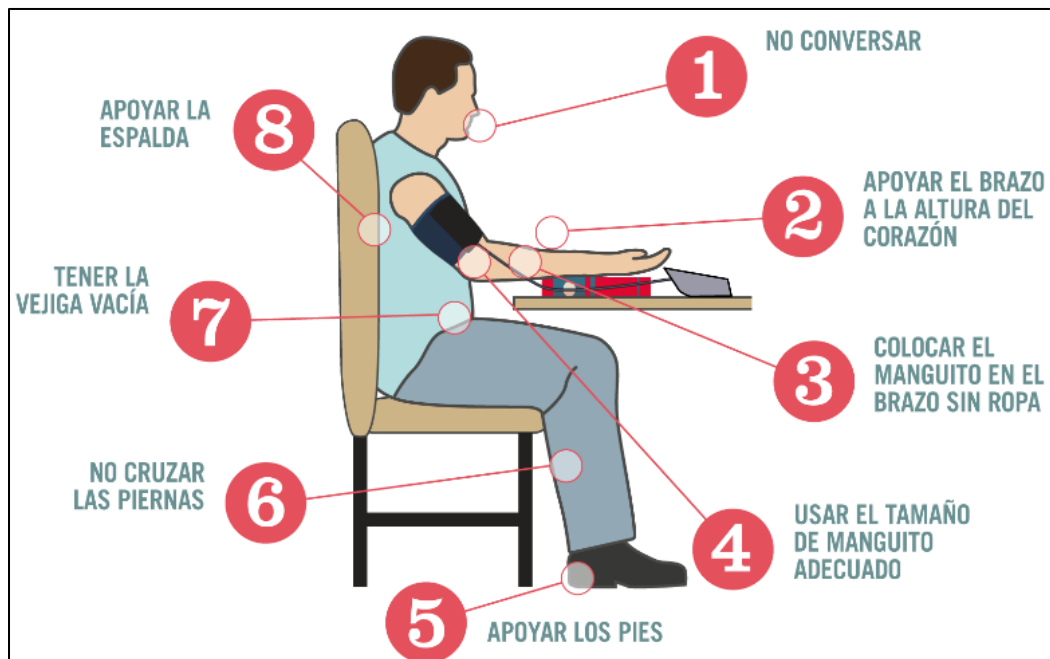 1
NO CONVERSAR
2
APOYAR EL BRAZO
A LA ALTURA DEL
CORAZÓN
3
COLOCAR EL
MANGUITO EN EL
BRAZO SIN ROPA
4
USAR EL TAMAÑO
DE MANGUITO
ADECUADO
5
APOYAR LOS PIES
6
NO CRUZAR
LAS PIERNAS
7
TENER LA
VEJIGA VACÍA
8
APOYAR LA
ESPALDA